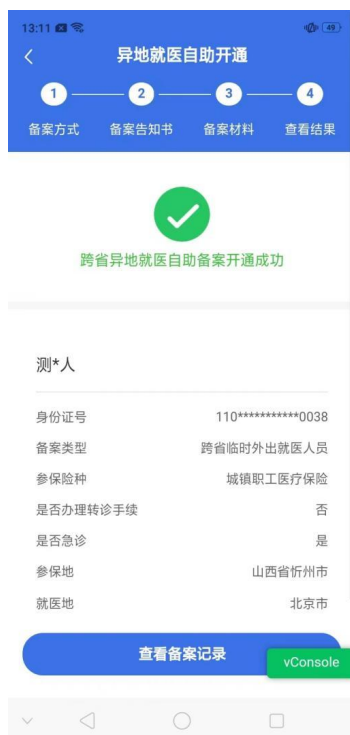 13:11 49
异地就医自助开通
1 2 3 4
备案方式 备案告知书 备案材料 查看结果
跨省异地就医自助备案开通成功
测*人
身份证号 110***********0038
备案类型 跨省临时外出就医人员
参保险种 城镇职工医疗保险
是否办理转诊手续 否
是否急诊 是
参保地 山西省忻州市
就医地 北京市
查看备案记录
vConsole